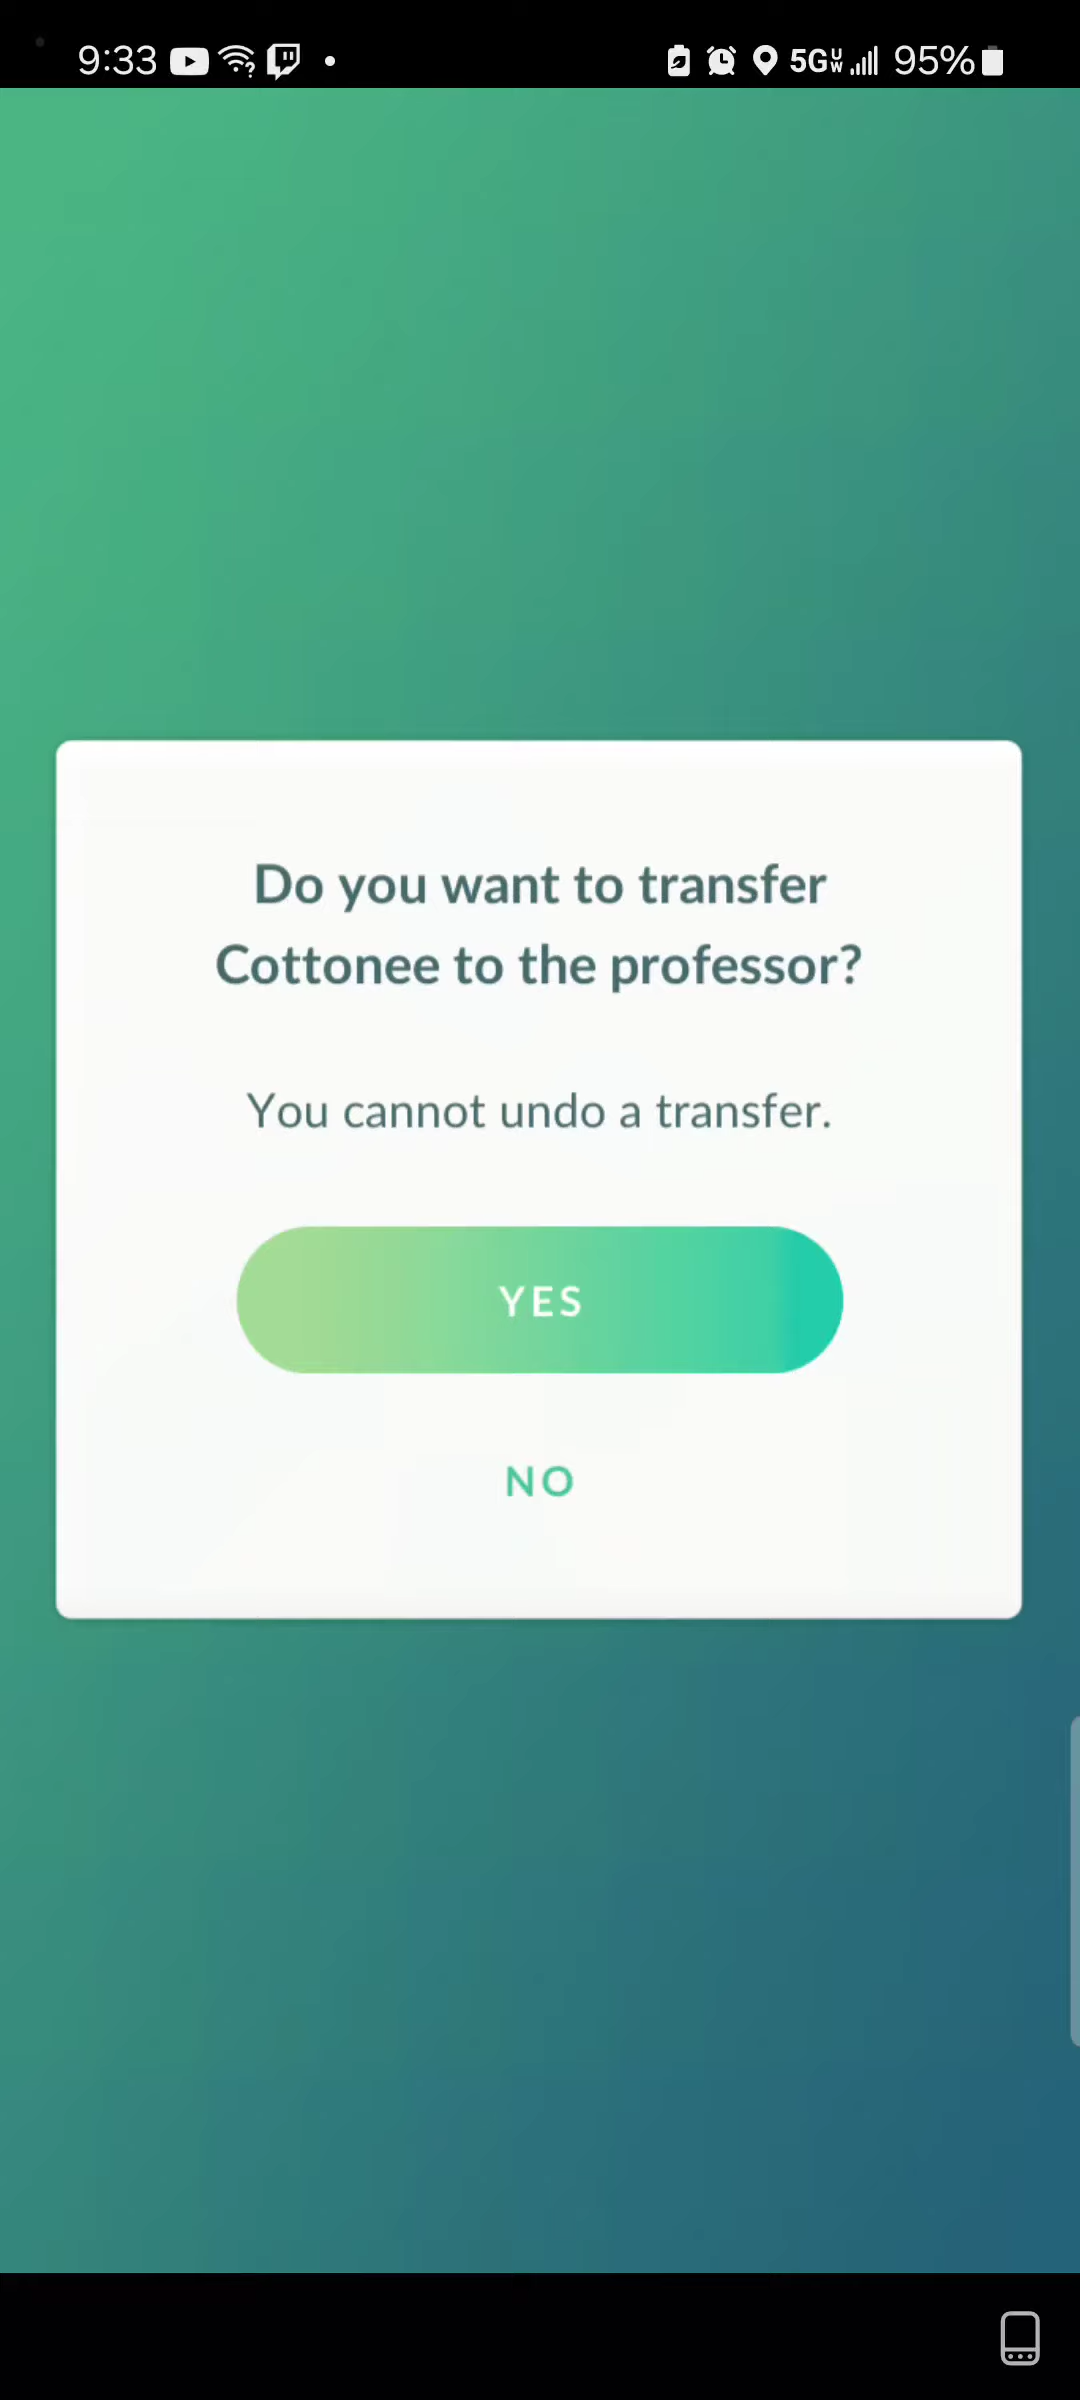 9:33 5G UW 95%
Do you want to transfer
Cottonee to the professor?
You cannot undo a transfer.
YES
NO